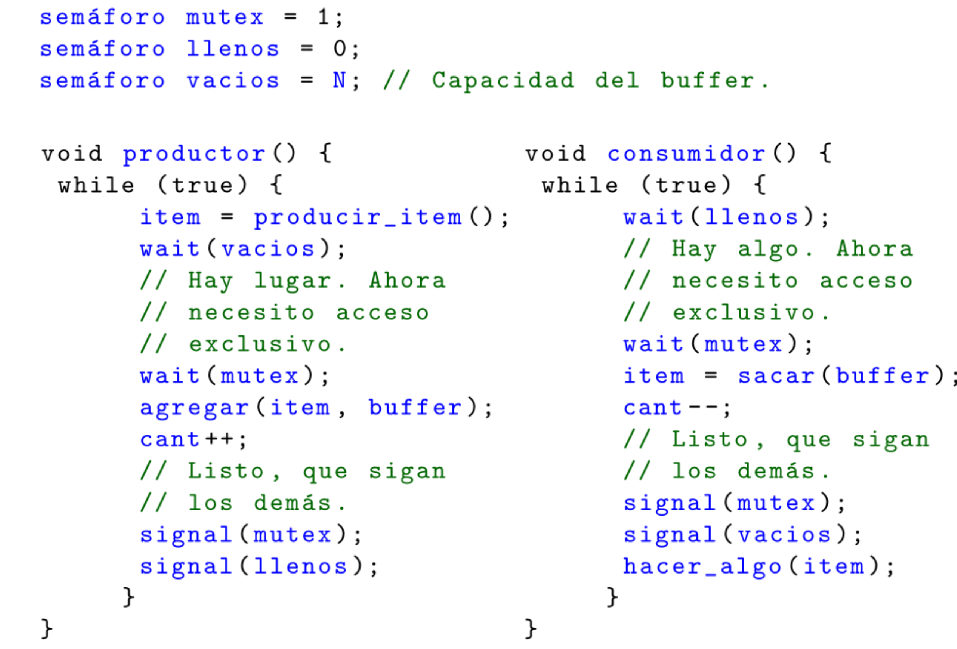 semáforo mutex = 1;
semáforo llenos = 0;
semáforo vacios = N; // Capacidad del buffer.
void productor() {
while (true) {
item = producir_item();
wait(vacios);
// Hay lugar. Ahora
// necesito acceso
// exclusivo.
wait(mutex);
agregar(item, buffer);
cant++;
// Listo, que sigan
// los demás.
signal(mutex);
signal(llenos);
}
}
void consumidor() {
while (true) {
wait(llenos);
// Hay algo. Ahora
// necesito acceso
// exclusivo.
wait(mutex);
item = sacar(buffer);
cant--;
// Listo, que sigan
// los demás.
signal(mutex);
signal(vacios);
hacer_algo(item);
}
}